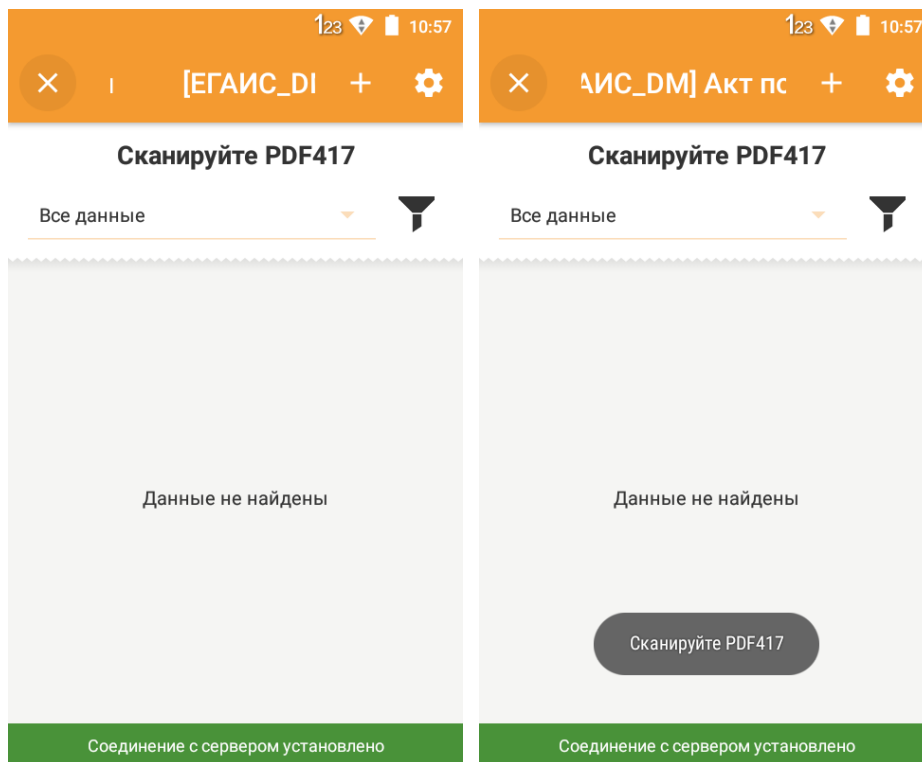 123 10:57
[ЕГАИС_DI
Сканируйте PDF417
Все данные
Данные не найдены
Соединение с сервером установлено
123 10:57
АИС_DM] Акт по
Сканируйте PDF417
Все данные
Данные не найдены
Сканируйте PDF417
Соединение с сервером установлено